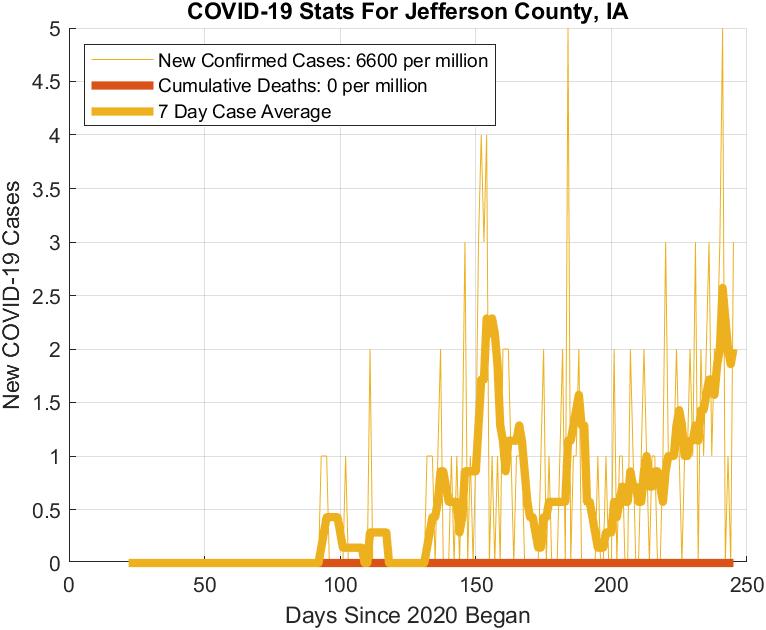 COVID-19 Stats For Jefferson County, IA
5
4.5
4
3.5
3
2.5
2
1.5
1
0.5
0
New Confirmed Cases: 6600 per million
Cumulative Deaths: 0 per million
7 Day Case Average
New COVID-19 Cases
0 50 100 150 200 250
Days Since 2020 Began